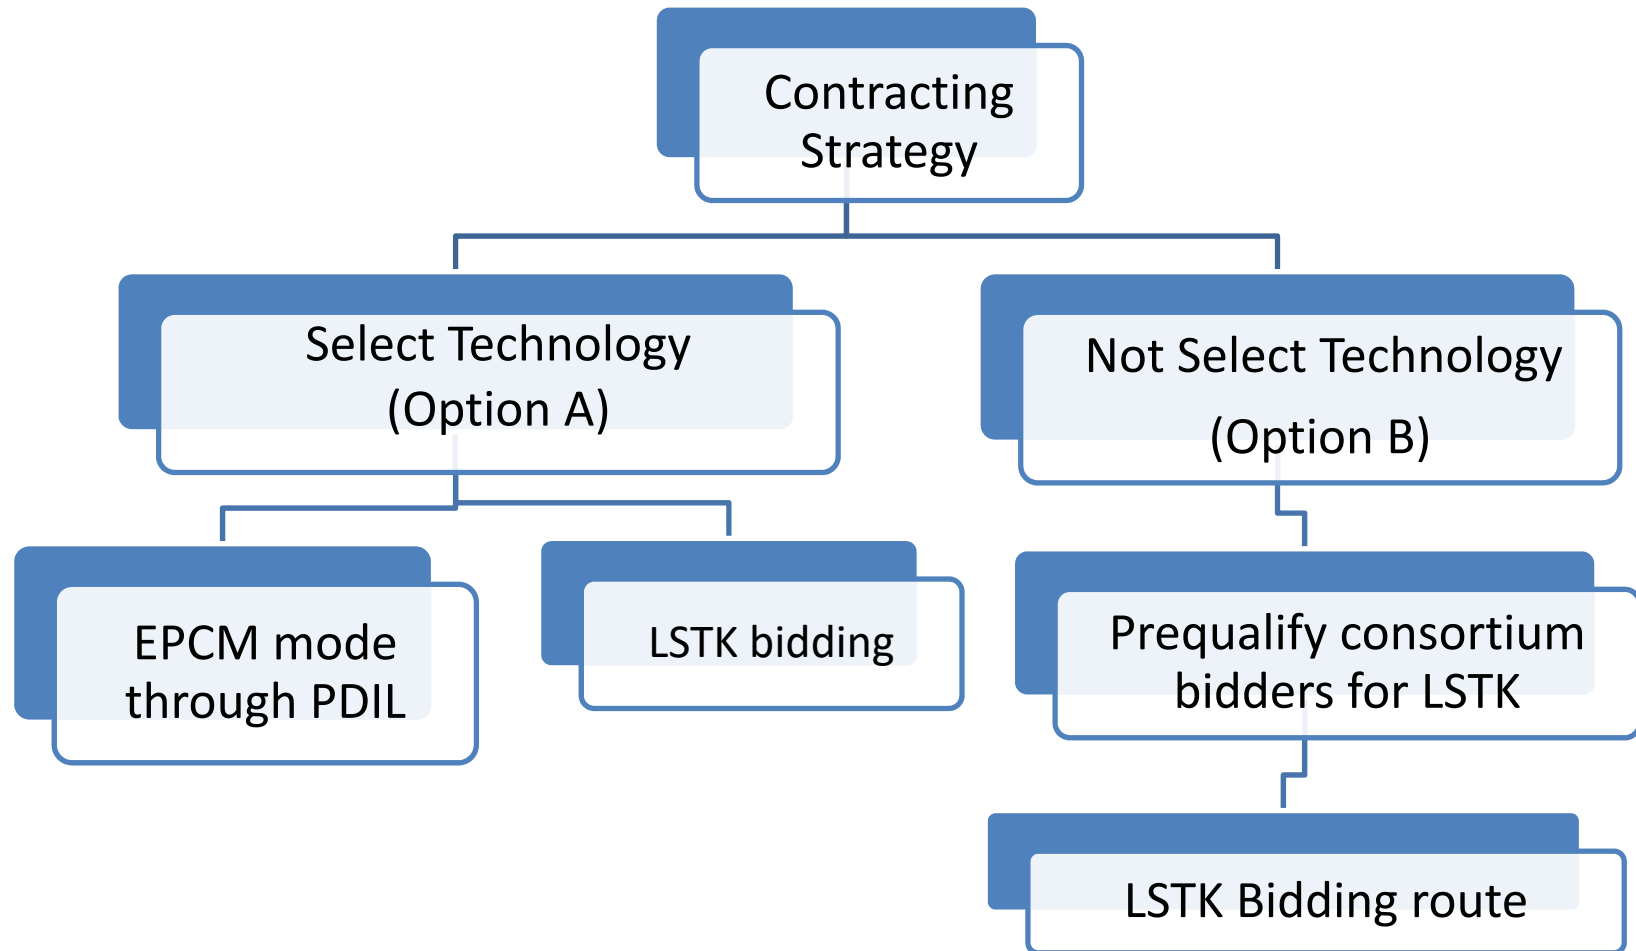 Contracting
Strategy
Select Technology
(Option A)
Not Select Technology
(Option B)
EPCM mode
through PDIL
LSTK bidding
Prequalify consortium
bidders for LSTK
LSTK Bidding route